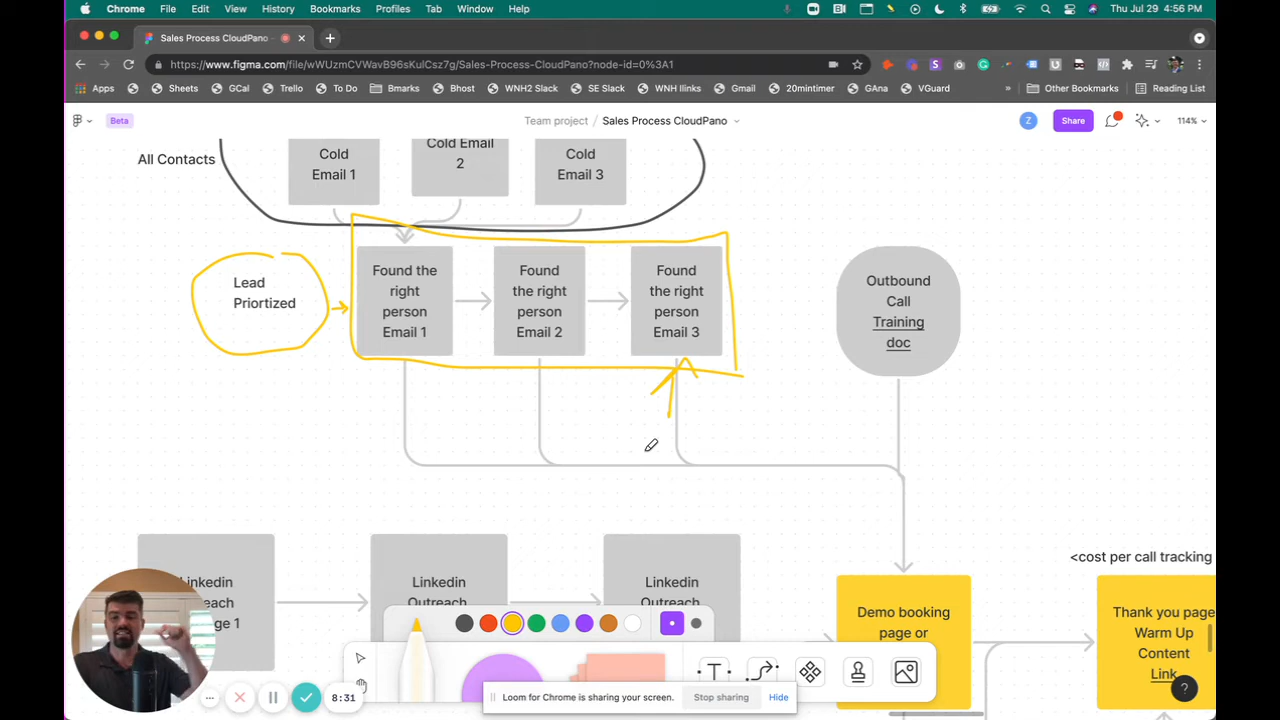 Chrome File Edit View History Bookmarks Profiles Tab Window Help
Thu Jul 29 4:56 PM
Sales Process CloudPano -
https://www.figma.com/file/wWUzmCVWavB96sKulCsz7g/Sales-Process-CloudPano?node-id=0%3A1
Apps Sheets GCal Trello To Do Bmarks Bhost WNH2 Slack SE Slack WNH llinks Gmail 20mintimer GAna VGuard » Other Bookmarks Reading List
Beta
Team project / Sales Process CloudPano
Z
Share
114%
All Contacts
Cold
Email 1
Cold Email
2
Cold
Email 3
Lead
Priortized
Found the
right
person
Email 1
Found
the right
person
Email 2
Found
the right
person
Email 3
Outbound
Call
Training
doc
Linkedin
Outreach
Linkedin
Outreach
<cost per call tracking
Demo booking
page or
Thank you page
Warm Up
Content
Link
8:31
Loom for Chrome is sharing your screen.
Stop sharing
Hide
?